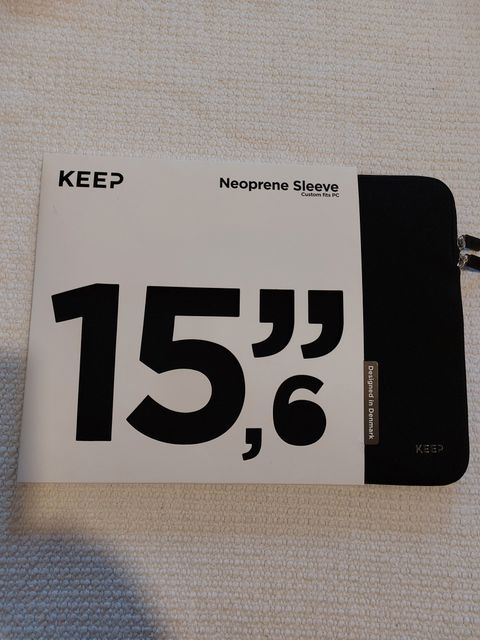 KEEP
Neoprene Sleeve
Custom fits PC
15,6”
Designed in Denmark
KEEP